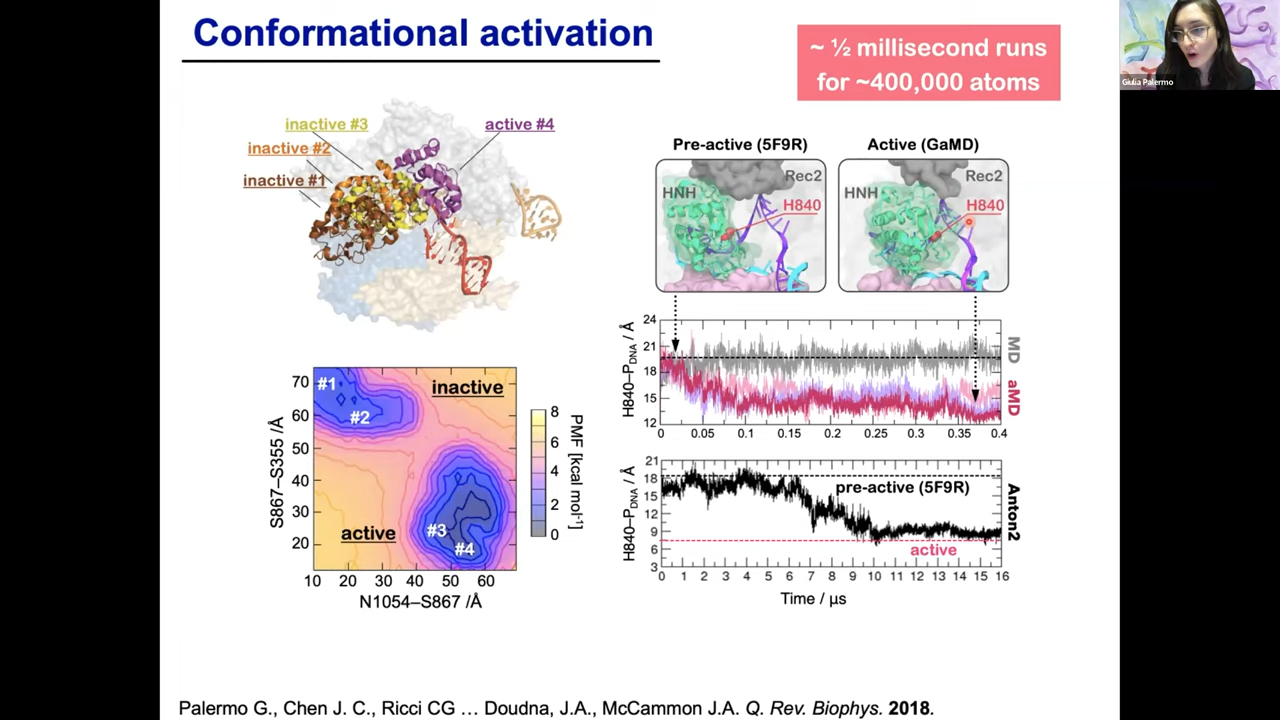 Conformational activation
~ ½ millisecond runs
for ~400,000 atoms
Giulia Palermo
inactive #3
active #4
inactive #2
inactive #1
Pre-active (5F9R)
Active (GaMD)
HNH
Rec2
H840
HNH
Rec2
H840
H840–PDNA / Å
24
21
18
15
12
0
0.05
0.1
0.15
0.2
0.25
0.3
0.35
0.4
MD
aMD
#1
#2
inactive
active
#3
#4
S867–S355 /Å
70
60
50
40
30
20
10 20 30 40 50 60
N1054–S867 /Å
8
6
4
2
0
PMF [kcal mol-1]
H840–PDNA / Å
21
18
15
12
9
6
3
pre-active (5F9R)
active
Anton2
0 1 2 3 4 5 6 7 8 9 10 11 12 13 14 15 16
Time / µs
Palermo G., Chen J. C., Ricci CG … Doudna, J.A., McCammon J.A. Q. Rev. Biophys. 2018.